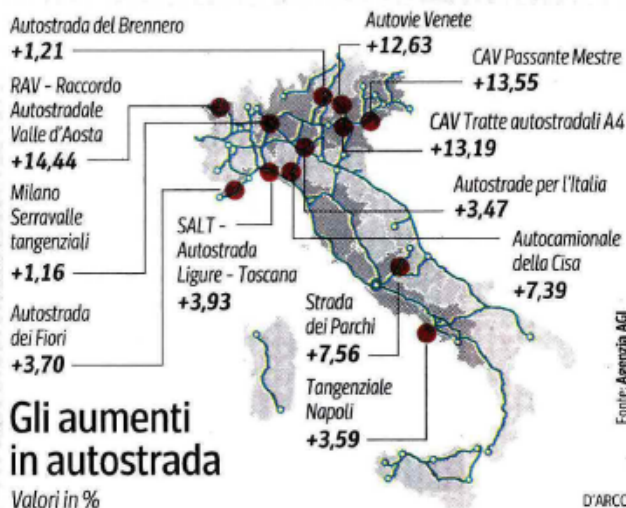 Autostrada del Brennero
+1,21
RAV - Raccordo
Autostradale
Valle d'Aosta
+14,44
Milano
Serravalle
tangenziali
+1,16
Autostrada
dei Fiori
+3,70
Autovie Venete
+12,63
CAV Passante Mestre
+13,55
CAV Tratte autostradali A4
+13,19
Autostrade per l'Italia
+3,47
Autocamionale
della Cisa
+7,39
SALT -
Autostrada
Ligure - Toscana
+3,93
Strada
dei Parchi
+7,56
Tangenziale
Napoli
+3,59
Gli aumenti
in autostrada
Valori in %
Fonte: Agenzia AGI
D'ARCO